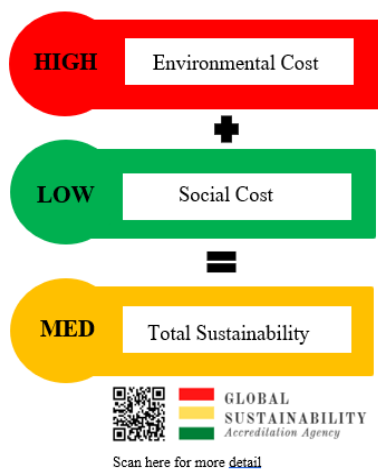 HIGH Environmental Cost
+
LOW Social Cost
=
MED Total Sustainability
GLOBAL
SUSTAINABILITY
Accreditation Agency
Scan here for more detail